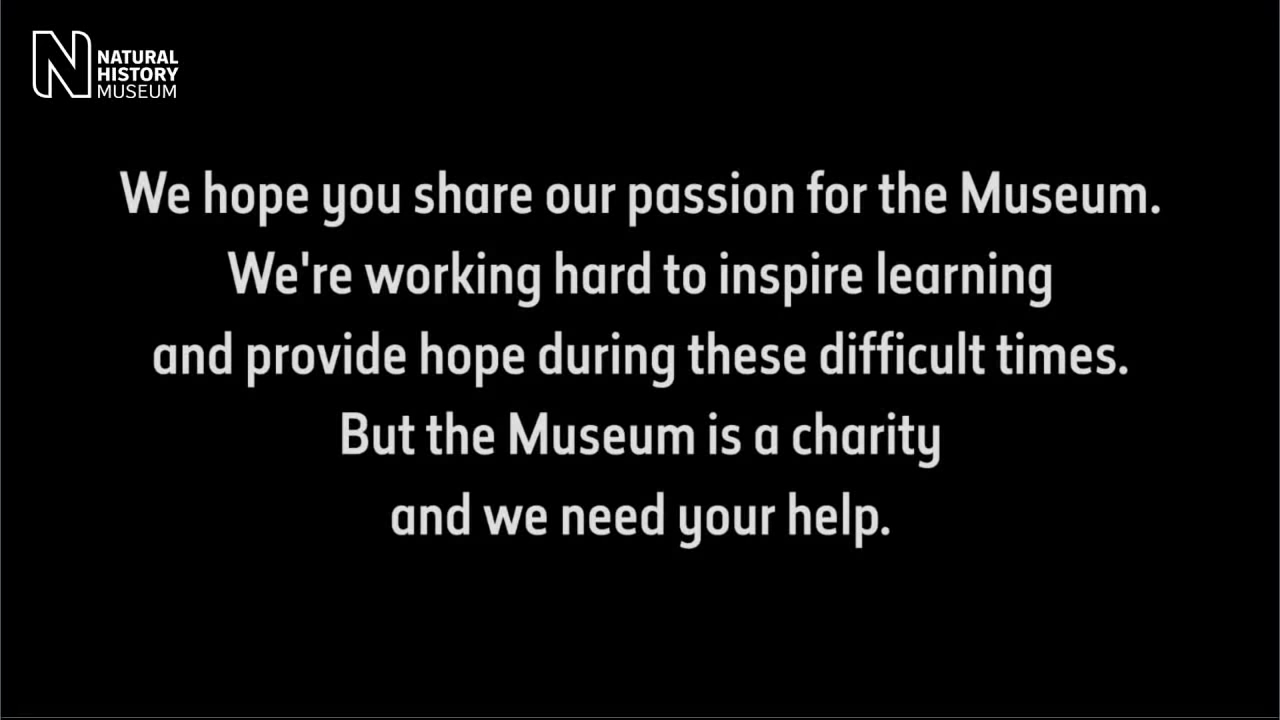 NATURAL
HISTORY
MUSEUM
We hope you share our passion for the Museum.
We're working hard to inspire learning
and provide hope during these difficult times.
But the Museum is a charity
and we need your help.